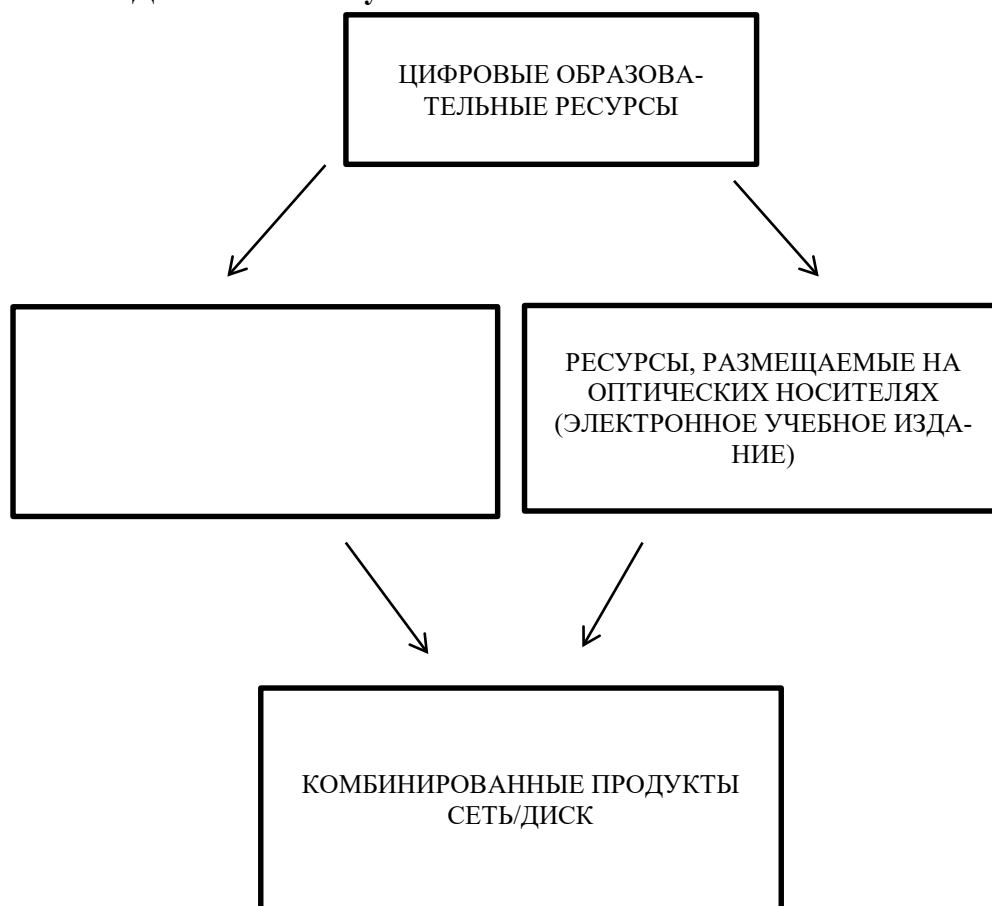 ЦИФРОВЫЕ ОБРАЗОВА-
ТЕЛЬНЫЕ РЕСУРСЫ
РЕСУРСЫ, РАЗМЕЩАЕМЫЕ НА
ОПТИЧЕСКИХ НОСИТЕЛЯХ
(ЭЛЕКТРОННОЕ УЧЕБНОЕ ИЗДА-
НИЕ)
КОМБИНИРОВАННЫЕ ПРОДУКТЫ
СЕТЬ/ДИСК